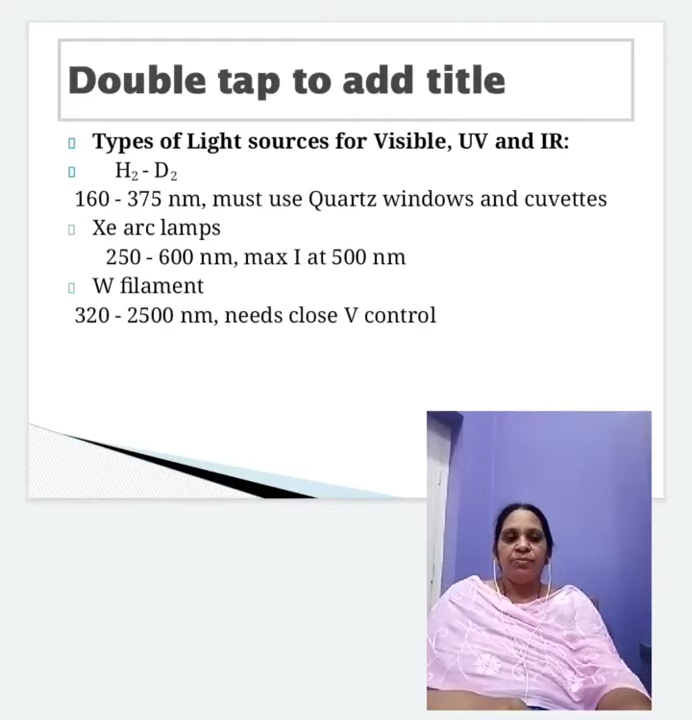 Double tap to add title
Types of Light sources for Visible, UV and IR:
H₂ - D₂
160 - 375 nm, must use Quartz windows and cuvettes
Xe arc lamps
250 - 600 nm, max I at 500 nm
W filament
320 - 2500 nm, needs close V control